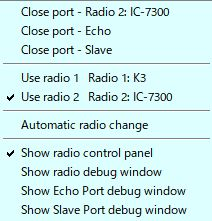 Close port - Radio 2: IC-7300
Close port - Echo
Close port - Slave
Use radio 1 Radio 1: K3
Use radio 2 Radio 2: IC-7300
Automatic radio change
Show radio control panel
Show radio debug window
Show Echo Port debug window
Show Slave Port debug window